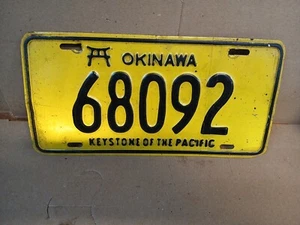 OKINAWA
68092
KEYSTONE OF THE PACIFIC